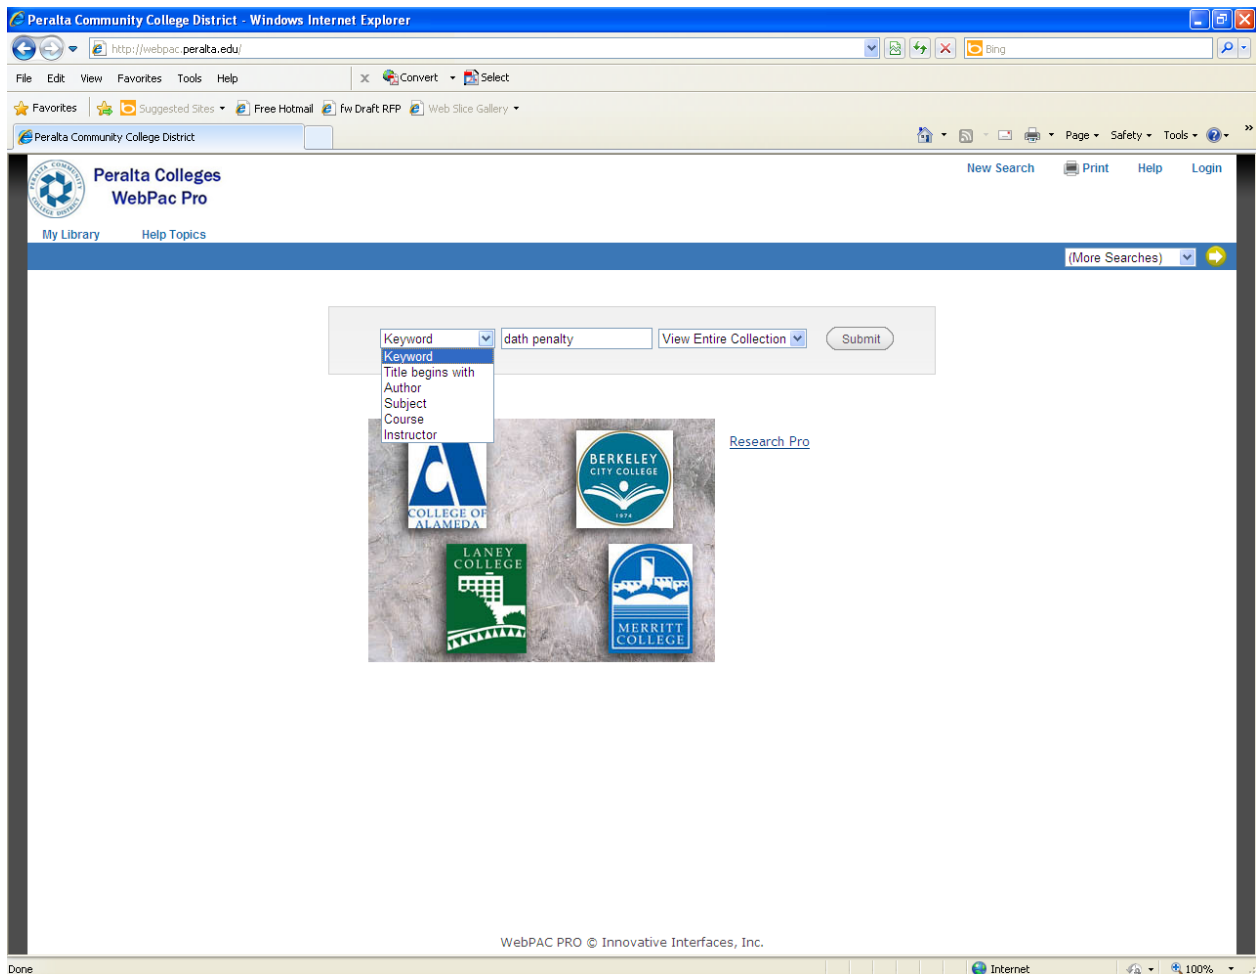 Peralta Community College District - Windows Internet Explorer
http://webpac.peralta.edu/
Bing
File Edit View Favorites Tools Help
x Convert Select
Favorites Suggested Sites Free Hotmail fw Draft RFP Web Slice Gallery
Peralta Community College District
Page Safety Tools »
PERALTA COMMUNITY COLLEGE DISTRICT
Peralta Colleges
WebPac Pro
New Search Print Help Login
My Library Help Topics
(More Searches)
Keyword dath penalty View Entire Collection Submit
Keyword
Title begins with
Author
Subject
Course
Instructor
Research Pro
COLLEGE OF
ALAMEDA
BERKELEY
CITY COLLEGE
1974
LANEY
COLLEGE
MERRITT
COLLEGE
WebPAC PRO © Innovative Interfaces, Inc.
Done Internet 100%